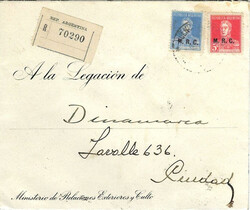 REP. ARGENTINA
R. 70290
M. R. C.
M. R. C.
A la Legación de
Dinamarca
Lavalle 636.
Ciudad
Ministerio de Relaciones Exteriores y Culto